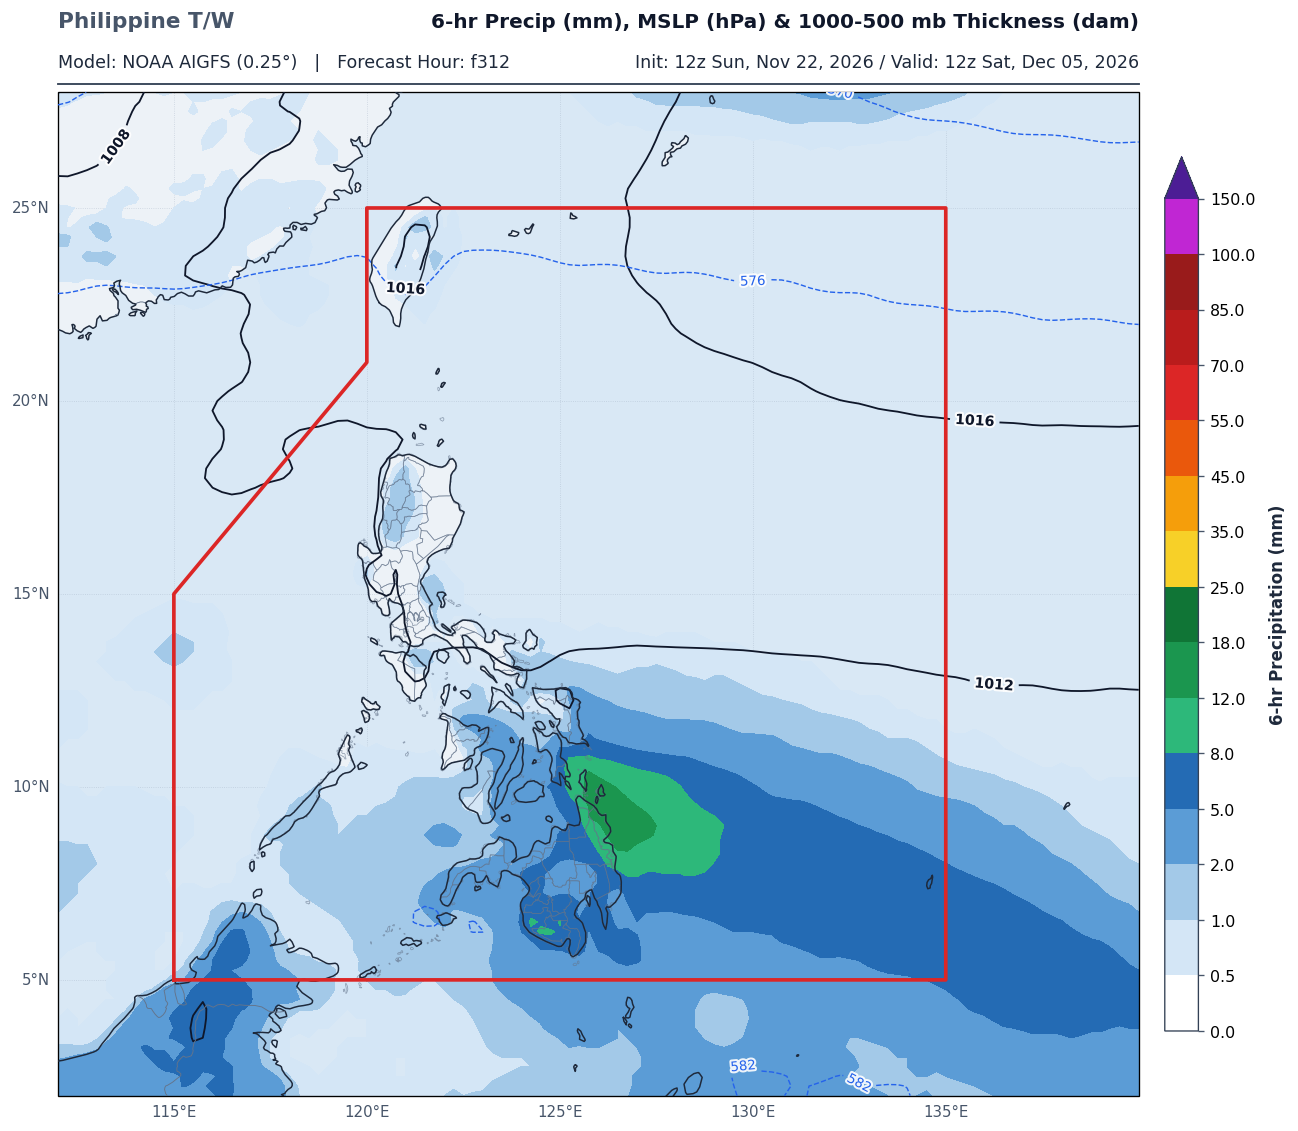 Philippine T/W
6-hr Precip (mm), MSLP (hPa) & 1000-500 mb Thickness (dam)
Model: NOAA AIGFS (0.25°) | Forecast Hour: f312
Init: 12z Sun, Nov 22, 2026 / Valid: 12z Sat, Dec 05, 2026
570
1008
25°N
576
1016
20°N
1016
15°N
1012
10°N
5°N
582
582
115°E
120°E
125°E
130°E
135°E
150.0
100.0
85.0
70.0
55.0
45.0
35.0
25.0
18.0
12.0
8.0
5.0
2.0
1.0
0.5
0.0
6-hr Precipitation (mm)